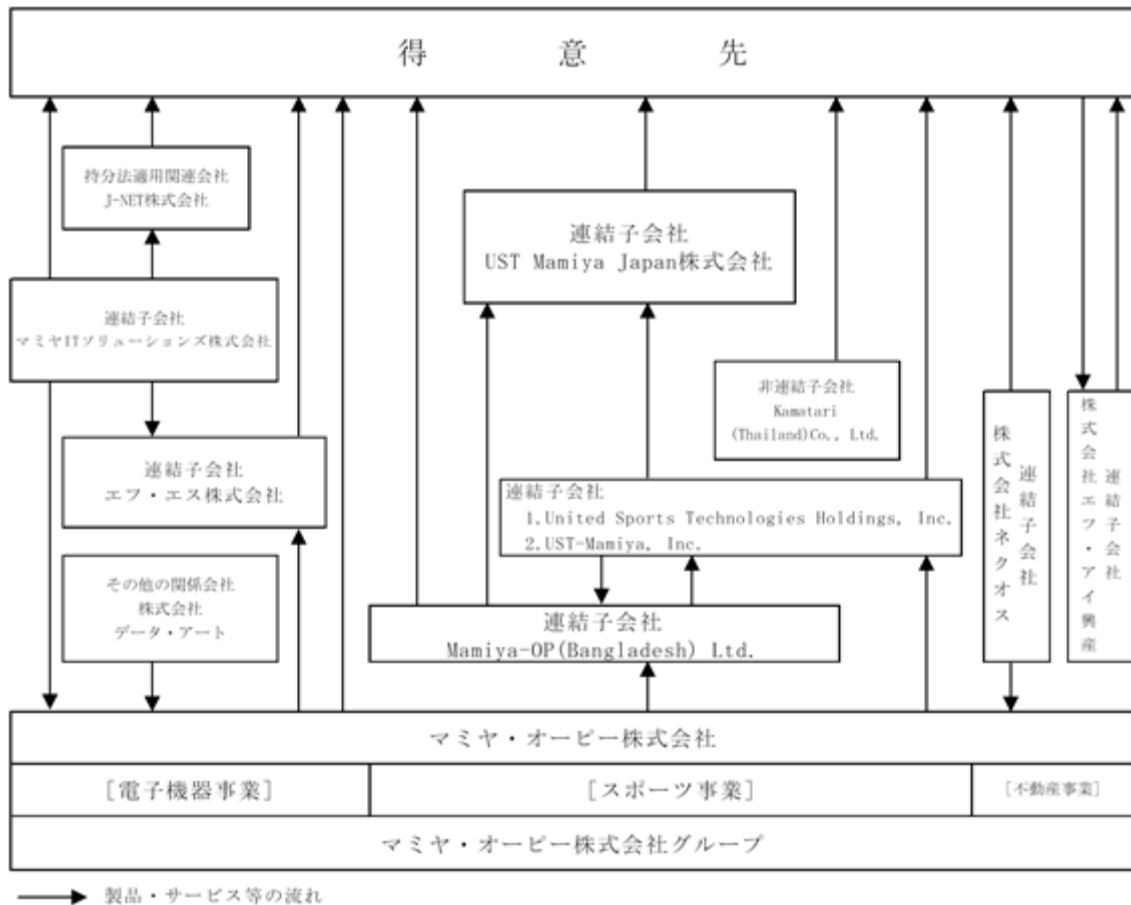 得意先
持分法適用関連会社
J-NET株式会社
連結子会社
UST Mamiya Japan株式会社
連結子会社
マミヤITソリューションズ株式会社
非連結子会社
Kamatari
(Thailand)Co., Ltd.
連結子会社
エフ・エス株式会社
連結子会社
1.United Sports Technologies Holdings, Inc.
2.UST-Mamiya, Inc.
連結子会社
株式会社ネクオス
連結子会社
株式会社エフ・アイ興産
その他の関係会社
株式会社
データ・アート
連結子会社
Mamiya-OP(Bangladesh) Ltd.
マミヤ・オーピー株式会社
［電子機器事業］
［スポーツ事業］
［不動産事業］
マミヤ・オーピー株式会社グループ
製品・サービス等の流れ